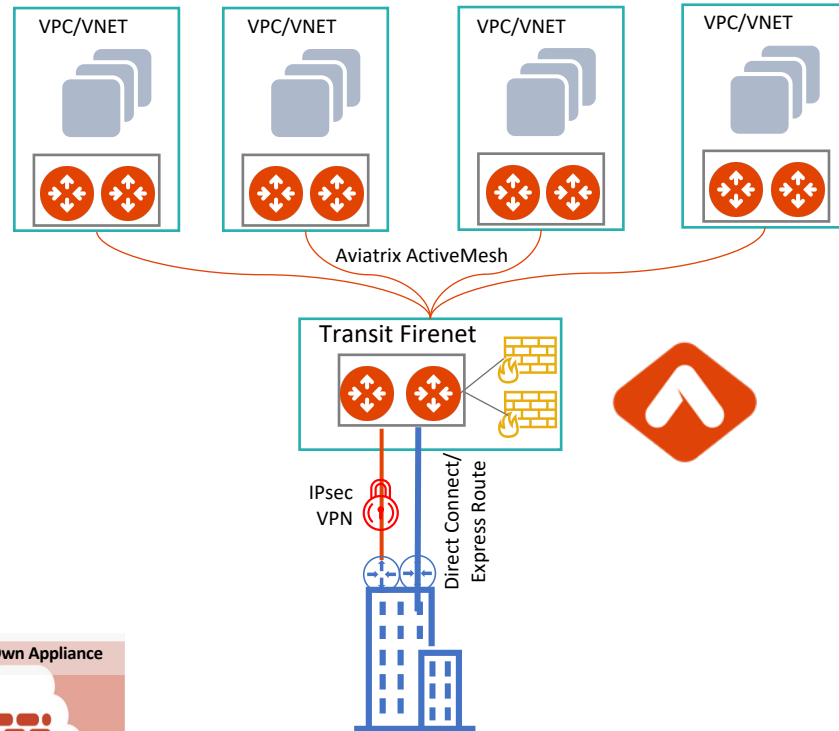 VPC/VNET
VPC/VNET
VPC/VNET
VPC/VNET
Aviatrix ActiveMesh
Transit Firenet
IPsec
VPN
Direct Connect/
Express Route
Own Appliance